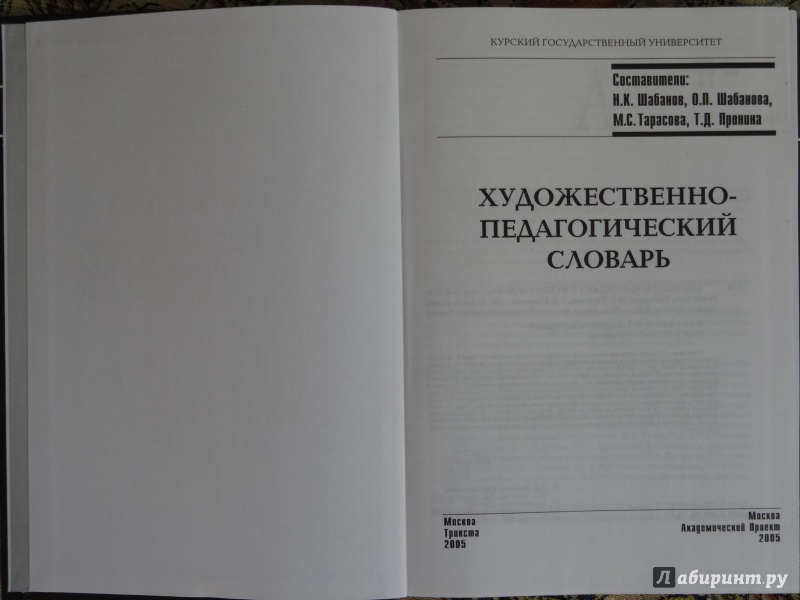 КУРСКИЙ ГОСУДАРСТВЕННЫЙ УНИВЕРСИТЕТ
Составители:
Н.К. Шабанов, О.П. Шабанова,
М.С. Тарасова, Т.Д. Пронина
ХУДОЖЕСТВЕННО-
ПЕДАГОГИЧЕСКИЙ
СЛОВАРЬ
Москва
Трикста
2005
Москва
Академический Проект
2005
Лабиринт.ру